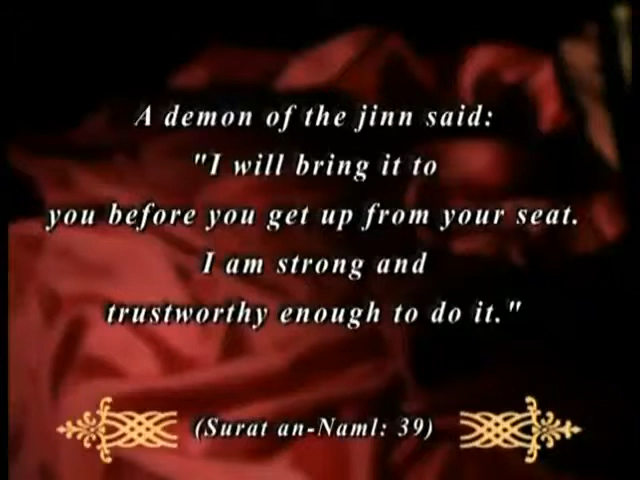 A demon of the jinn said:
"I will bring it to
you before you get up from your seat.
I am strong and
trustworthy enough to do it."
(Surat an-Naml: 39)